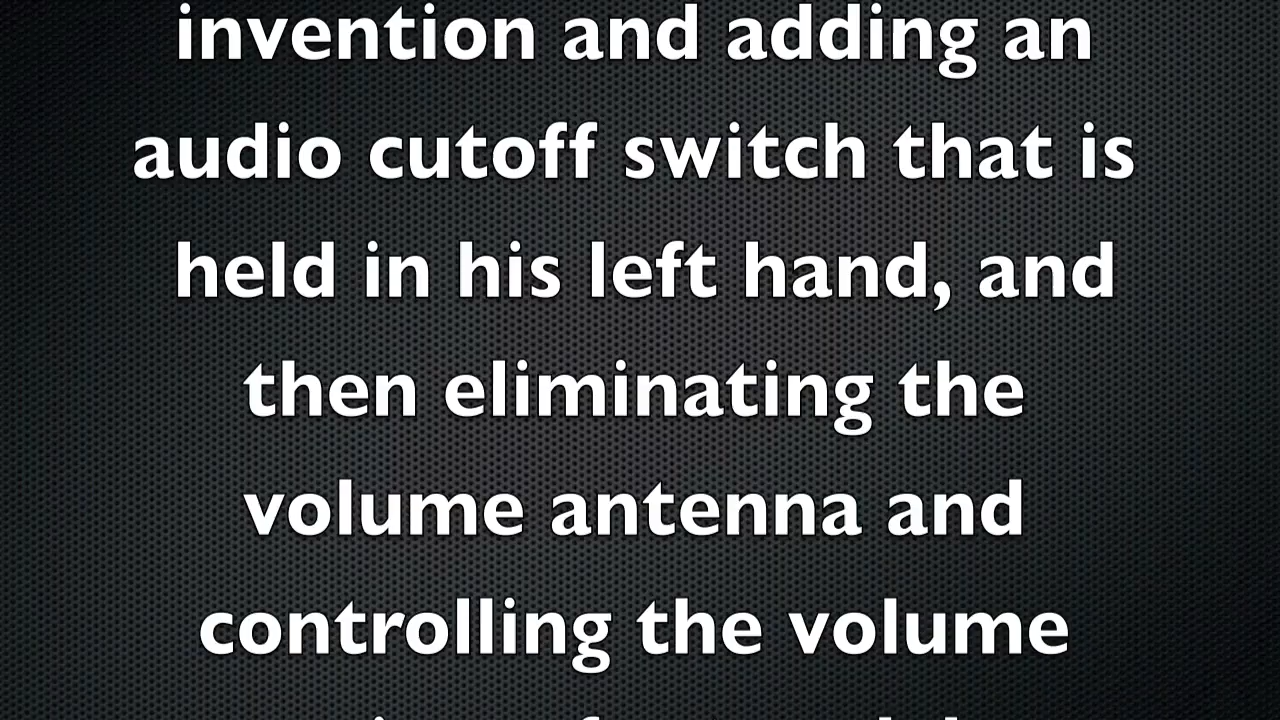 invention and adding an
audio cutoff switch that is
held in his left hand, and
then eliminating the
volume antenna and
controlling the volume